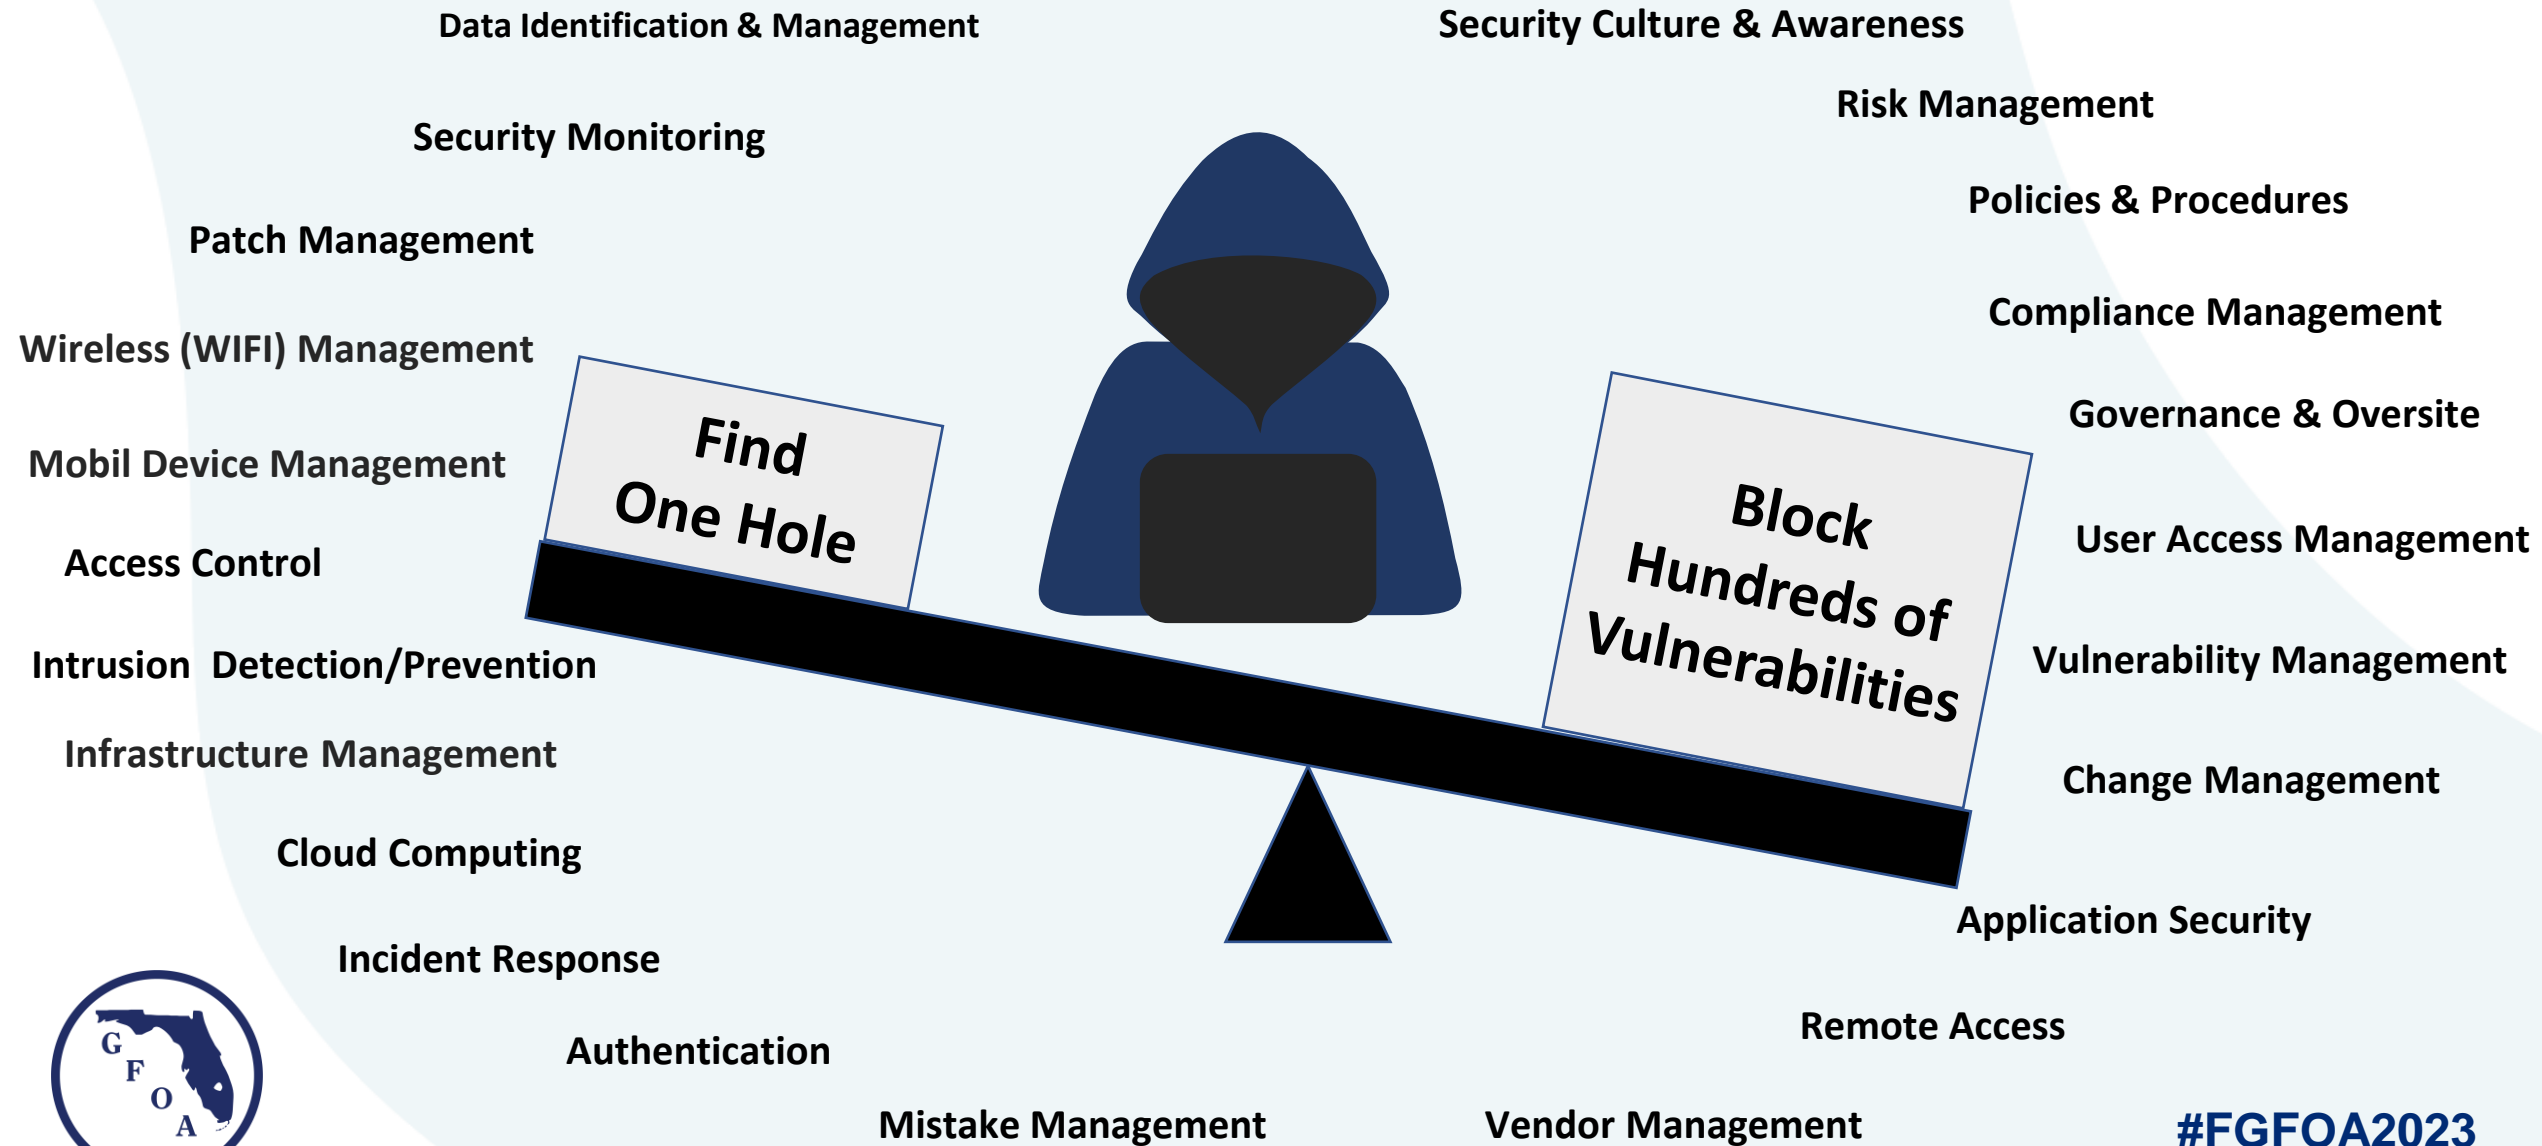 Data Identification & Management
Security Culture & Awareness
Risk Management
Security Monitoring
Policies & Procedures
Patch Management
Compliance Management
Wireless (WIFI) Management
Governance & Oversite
Mobil Device Management
Find
One Hole
Block
Hundreds of
Vulnerabilities
User Access Management
Access Control
Vulnerability Management
Intrusion  Detection/Prevention
Infrastructure Management
Change Management
Cloud Computing
Application Security
Incident Response
Remote Access
Authentication
G
F
O
A
Mistake Management
Vendor Management
#FGFOA2023